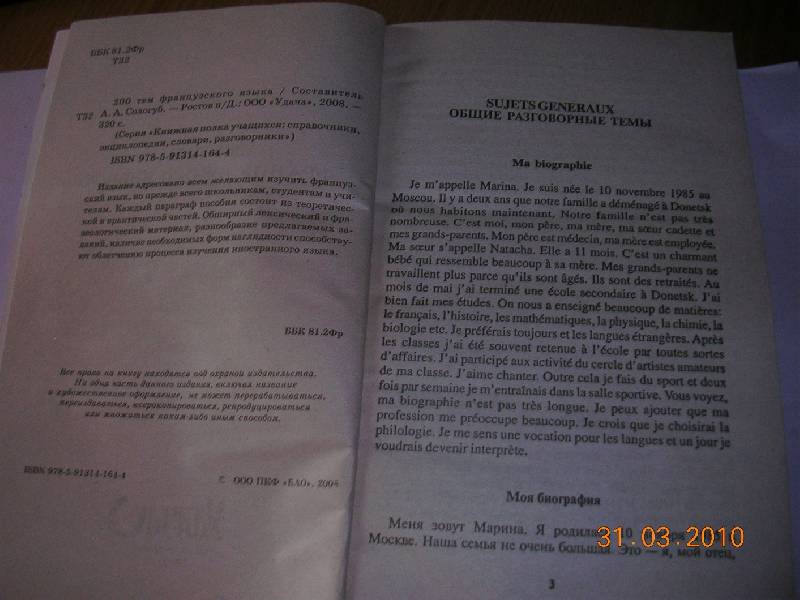 ББК 81.2Фр
Т32
200 тем французского языка / Составитель
Т32 А. А. Сологуб. — Ростов н/Д.: ООО «Удача», 2008. —
320 с.
(Серия «Книжная полка учащихся: справочники,
энциклопедии, словари, разговорники»)
ISBN 978-5-91314-164-4
Издание адресовано всем желающим изучить француз-
ский язык, но прежде всего школьникам, студентам и учи-
телям. Каждый параграф пособия состоит из теоретичес-
кой и практической частей. Обширный лексический и фра-
зеологический материал, разнообразие предлагаемых за-
даний, наличие необходимых форм наглядности способству-
ют облегчению процесса изучения иностранного языка.
ББК 81.2Фр
Все права на книгу находятся под охраной издательства.
Ни одна часть данного издания, включая название
и художественное оформление, не может перерабатываться,
переиздаваться, ксерокопироваться, репродуцироваться
или множиться каким-либо иным способом.
ISBN 978-5-91314-164-4
© ООО ПКФ «БАО», 2008
SUJETS GENERAUX
ОБЩИЕ РАЗГОВОРНЫЕ ТЕМЫ
Ma biographie
Je m'appelle Marina. Je suis née le 10 novembre 1985 au
Moscou. Il y a deux ans que notre famille a déménagé à Donetsk
où nous habitons maintenant. Notre famille n'est pas très
nombreuse. C'est moi, mon père, ma mère, ma sœur cadette et
mes grands-parents. Mon père est médecin, ma mère est employée.
Ma sœur s'appelle Natacha. Elle a 11 mois. C'est un charmant
bébé qui ressemble beaucoup à sa mère. Mes grands-parents ne
travaillent plus parce qu'ils sont âgés. Ils sont des retraités. Au
mois de mai j'ai terminé une école secondaire à Donetsk. J'ai
bien fait mes études. On nous a enseigné beaucoup de matières:
le français, l'histoire, les mathématiques, la physique, la chimie, la
biologie etc. Je préférais toujours et les langues étrangères. Après
les classes j'ai été souvent retenue à l'école par toutes sortes
d'affaires. J'ai participé aux activité du cercle d'artistes amateurs
de ma classe. J'aime chanter. Outre cela je fais du sport et deux
fois par semaine je m'entraînais dans la salle sportive. Vous voyez,
ma biographie n'est pas très longue. Je peux ajouter que ma
profession me préoccupe beaucoup. Je crois que je choisirai la
philologie. Je me sens une vocation pour les langues et un jour je
voudrais devenir interprète.
Моя биография
Меня зовут Марина. Я родилась 10
Москве. Наша семья не очень большая. Это — я, мой отец,
3
31.03.2010